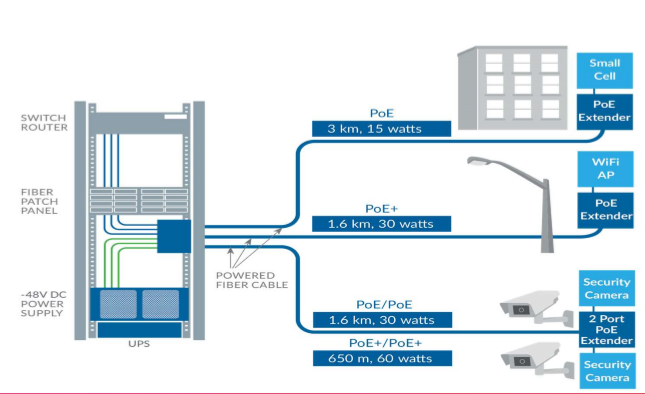 SWITCH
ROUTER
FIBER
PATCH
PANEL
-48V DC
POWER
SUPPLY
UPS
POWERED
FIBER CABLE
PoE
3 km, 15 watts
PoE+
1.6 km, 30 watts
PoE/PoE
1.6 km, 30 watts
PoE+/PoE+
650 m, 60 watts
Small
Cell
PoE
Extender
WiFi
AP
PoE
Extender
Security
Camera
2 Port
PoE
Extender
Security
Camera